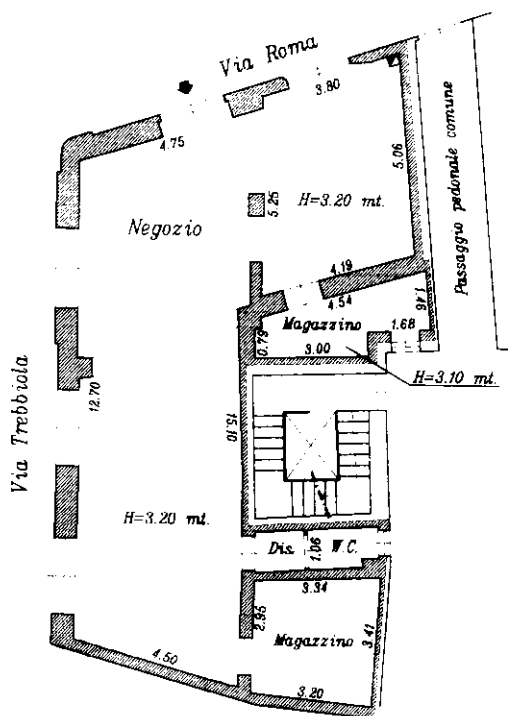 Via Roma
3.80
4.75
5.06
Passaggio pedonale comune
5.25
H=3.20 mt.
Negozio
4.19
4.54
1.46
Magazzino
1.68
0.79
3.00
H=3.10 mt.
12.70
15.10
Via Trebbiola
H=3.20 mt.
Dis.
1.06
W.C.
3.34
2.95
Magazzino
3.41
4.50
3.20